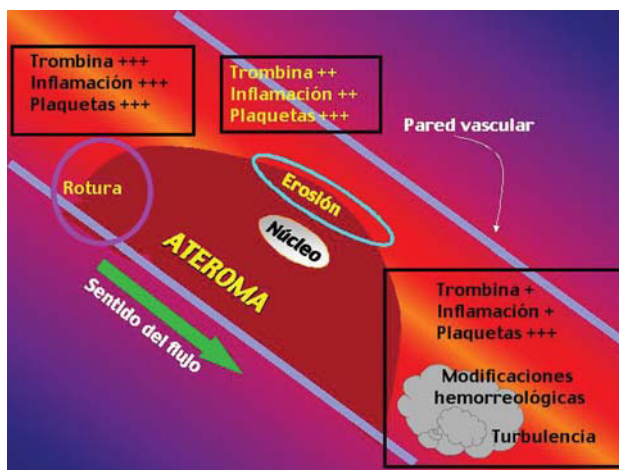 Trombina +++
Inflamación +++
Plaquetas +++
Trombina ++
Inflamación ++
Plaquetas +++
Pared vascular
Rotura
Erosión
Núcleo
ATEROMA
Sentido del flujo
Trombina +
Inflamación +
Plaquetas +++
Modificaciones
hemorreológicas
Turbulencia